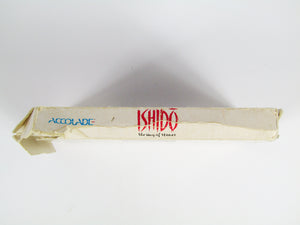 ACCOLADE
ISHIDŌ
The Way of Stones